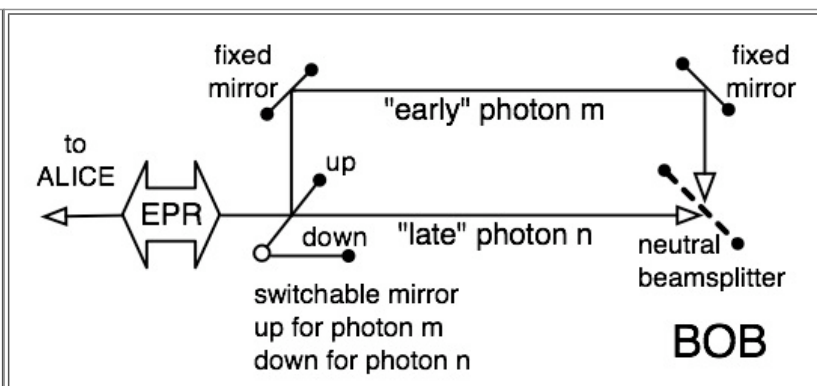 fixed
mirror
fixed
mirror
"early" photon m
to
ALICE
EPR
up
down
"late" photon n
neutral
beamsplitter
switchable mirror
up for photon m
down for photon n
BOB